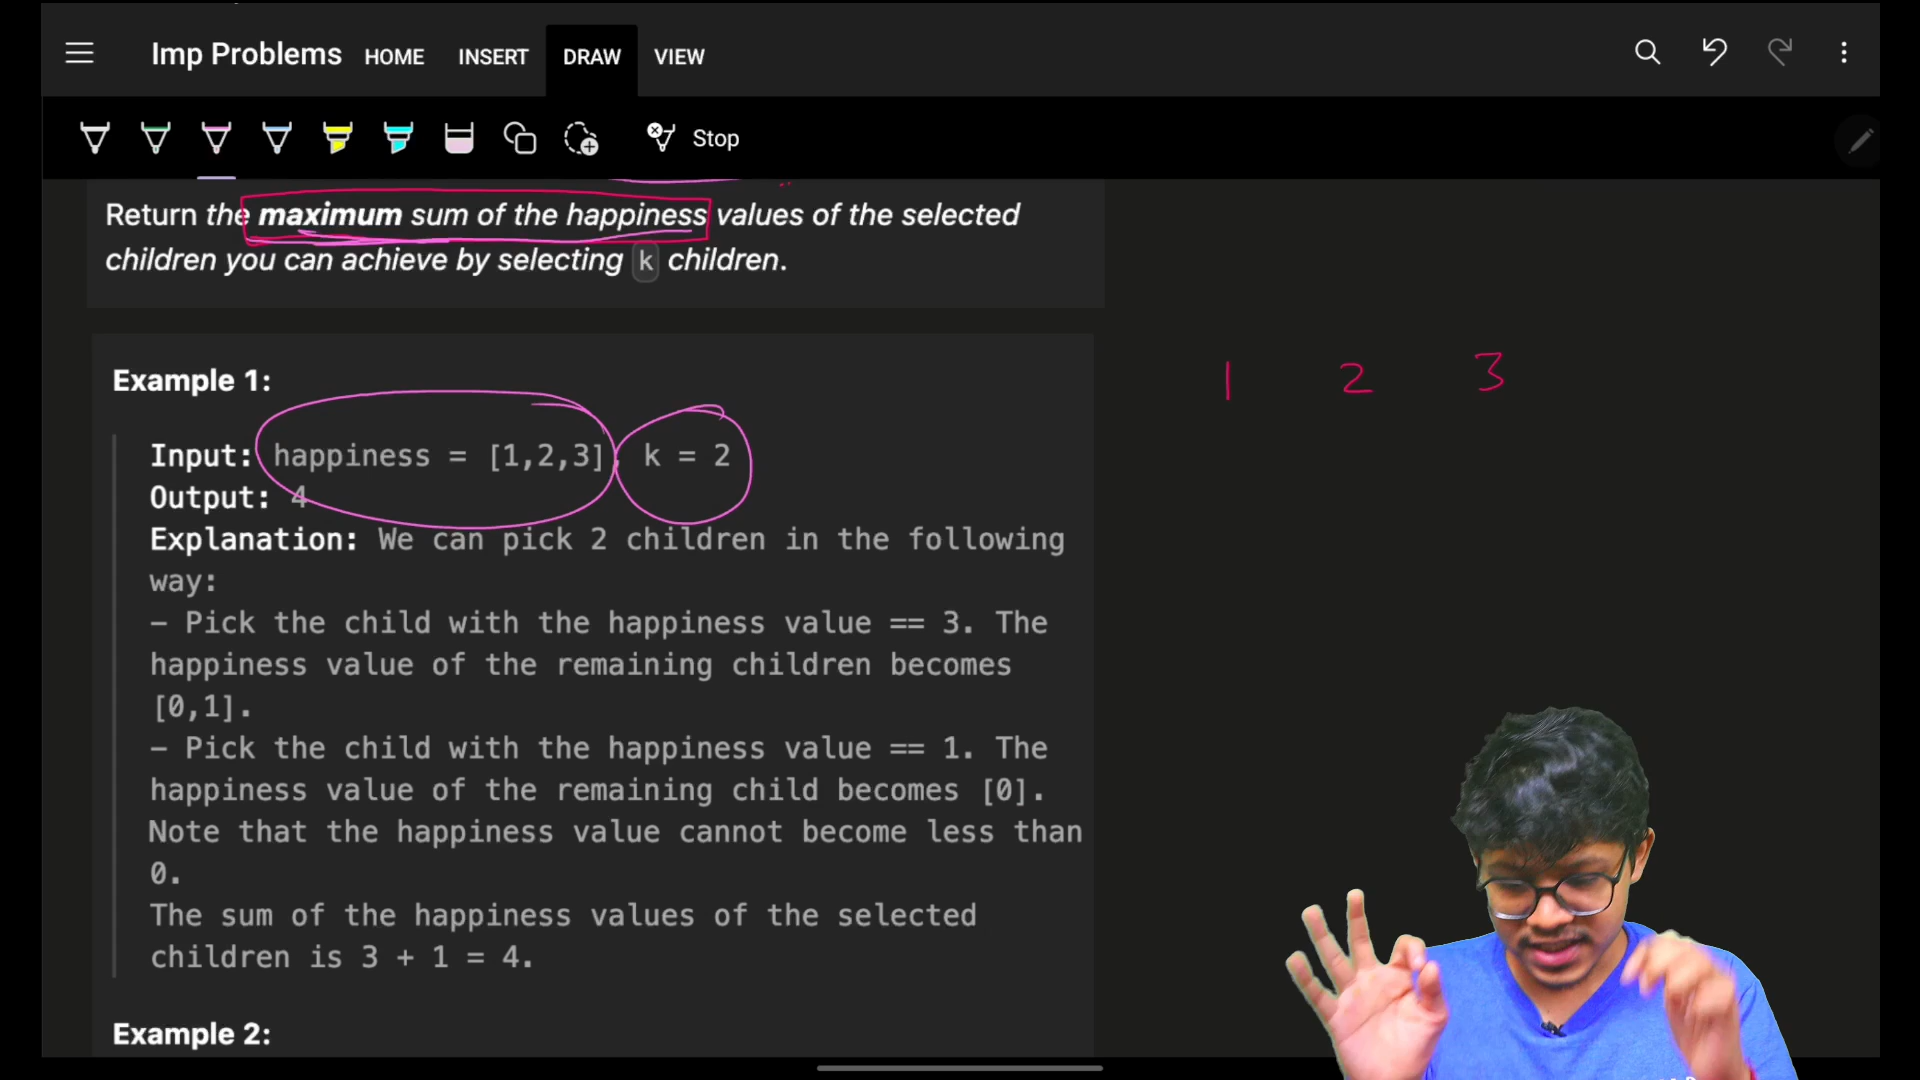 Imp Problems HOME INSERT DRAW VIEW
Stop
Return the maximum sum of the happiness values of the selected
children you can achieve by selecting k children.
Example 1:
1 2 3
Input: happiness = [1,2,3], k = 2
Output: 4
Explanation: We can pick 2 children in the following
way:
– Pick the child with the happiness value == 3. The
happiness value of the remaining children becomes
[0,1].
– Pick the child with the happiness value == 1. The
happiness value of the remaining child becomes [0].
Note that the happiness value cannot become less than
0.
The sum of the happiness values of the selected
children is 3 + 1 = 4.
Example 2: